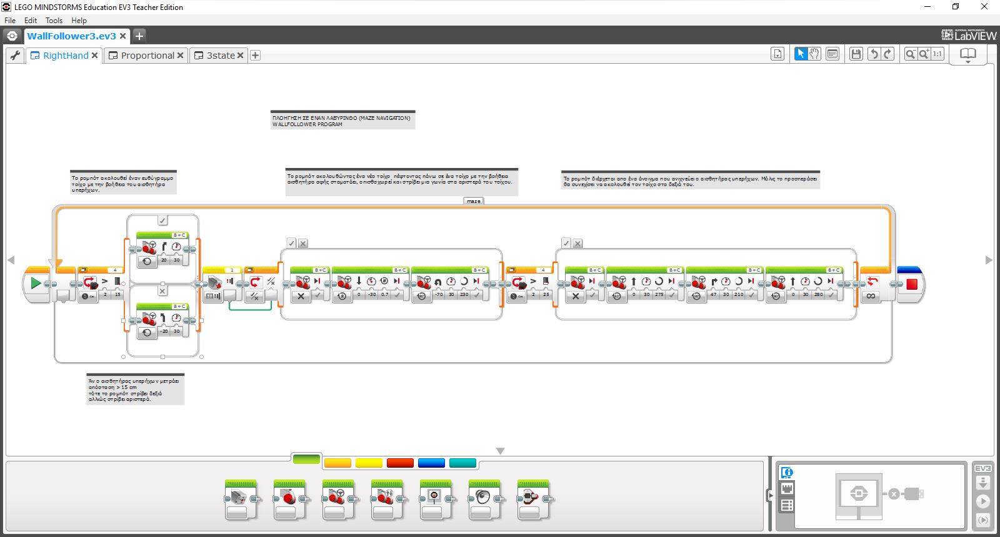 LEGO MINDSTORMS Education EV3 Teacher Edition
File Edit Tools Help
WallFollower3.ev3
NATIONAL INSTRUMENTS
LabVIEW
RightHand Proportional 3state
1:1
ΠΛΟΗΓΗΣΗ ΣΕ ΕΝΑΝ ΛΑΒΥΡΙΝΘΟ (MAZE NAVIGATION)
WALLFOLLOWER PROGRAM
Το ρομπότ ακολουθεί έναν ευθύγραμμο
τοίχο με την βοήθεια του αισθητήρα
υπερήχων.
Το ρομπότ ακολουθώντας ένα νέο τοίχο πέφτοντας πάνω σε ένα τοίχο με την βοήθεια
αισθητήρα αφής σταματάει, οπισθοχωρεί και στρίβει μια γωνία στα αριστερά του τοίχου.
Το ρομπότ διέρχεται απο ένα άνοιγμα που ανιχνεύει ο αισθητήρας υπερήχων. Μόλις το προσπεράσει
θα συνεχίσει να ακολουθεί τον τοίχο στα δεξιά του.
maze
B+C
20 30
4
> 2 15
B+C
-20 30
1
B+C
B+C
0 -30 0.7
B+C
-70 30 230
4
> 2 25
B+C
B+C
0 30 275
B+C
47 30 210
B+C
0 30 280
∞
Άν ο αισθητήρας υπερήχων μετράει
απόσταση > 15 cm
τότε το ρομπότ στρίβει δεξιά
αλλιώς στρίβει αριστερά.
EV3